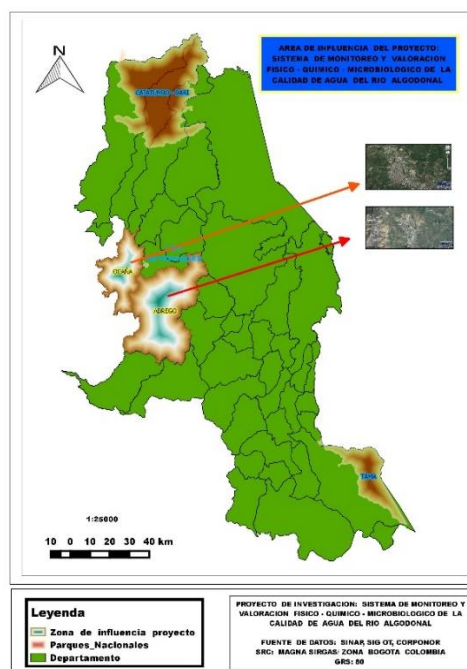 N
AREA DE INFLUENCIA DEL PROYECTO:
SISTEMA DE MONITOREO Y VALORACION
FISICO - QUIMICO - MICROBIOLOGICO DE LA
CALIDAD DE AGUA DEL RIO ALGODONAL
CATATUMBO - BARI
OCAÑA
ABREGO
TAMA
1:25000
10 0 10 20 30 40 km
Leyenda
Zona de influencia proyecto
Parques_Nacionales
Departamento
PROYECTO DE INVESTIGACION: SISTEMA DE MONITOREO Y
VALORACION FISICO - QUIMICO - MICROBIOLOGICO DE LA
CALIDAD DE AGUA DEL RIO ALGODONAL
FUENTE DE DATOS: SINAP, SIG OT, CORPONOR
SRC: MAGNA SIRGAS/ ZONA BOGOTA COLOMBIA
GRS: 80